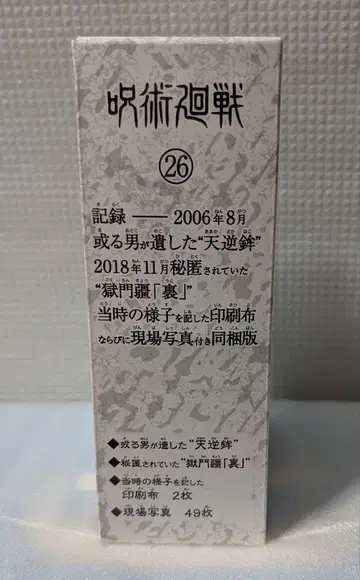 呪術廻戦
㉖
記録 ── 2006年8月
或る男が遺した“天逆鉾”
2018年11月秘匿されていた
“獄門疆「裏」”
当時の様子を記した印刷布
ならびに現場写真付き同梱版
◆或る男が遺した“天逆鉾”
◆秘匿されていた“獄門疆「裏」”
◆当時の様子を記した
印刷布 2枚
◆現場写真 49枚